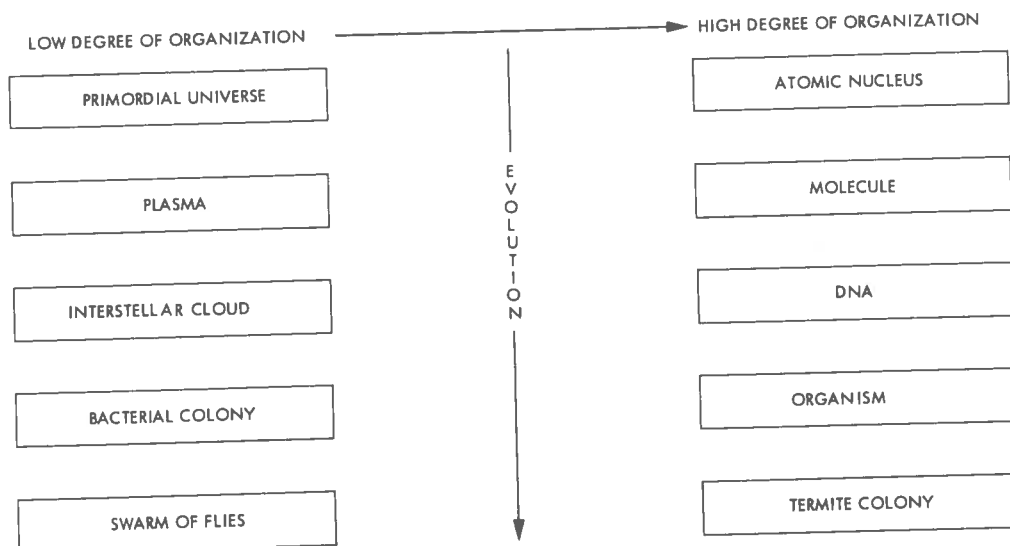 LOW DEGREE OF ORGANIZATION
HIGH DEGREE OF ORGANIZATION
PRIMORDIAL UNIVERSE
ATOMIC NUCLEUS
EVOLUTION
PLASMA
MOLECULE
INTERSTELLAR CLOUD
DNA
BACTERIAL COLONY
ORGANISM
SWARM OF FLIES
TERMITE COLONY